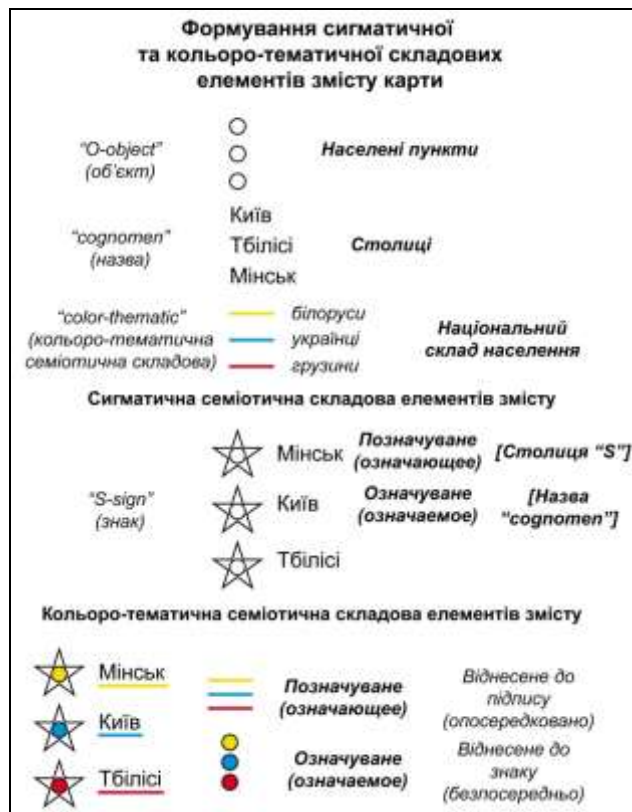 Формування сигматичної
та кольоро-тематичної складових
елементів змісту карти
"O-object"
(об'єкт)
Населені пункти
"cognomen"
(назва)
Київ
Тбілісі
Мінськ
Столиці
"color-thematic"
(кольоро-тематична
семіотична складова)
білоруси
українці
грузини
Національний
склад населення
Сигматична семіотична складова елементів змісту
"S-sign"
(знак)
Мінськ
Київ
Тбілісі
Позначуване
(означающее)
[Столиця "S"]
Означуване
(означаемое)
[Назва
"cognomen"]
Кольоро-тематична семіотична складова елементів змісту
Мінськ
Київ
Тбілісі
Позначуване
(означающее)
Віднесене до
підпису
(опосередковано)
Означуване
(означаемое)
Віднесене до
знаку
(безпосередньо)